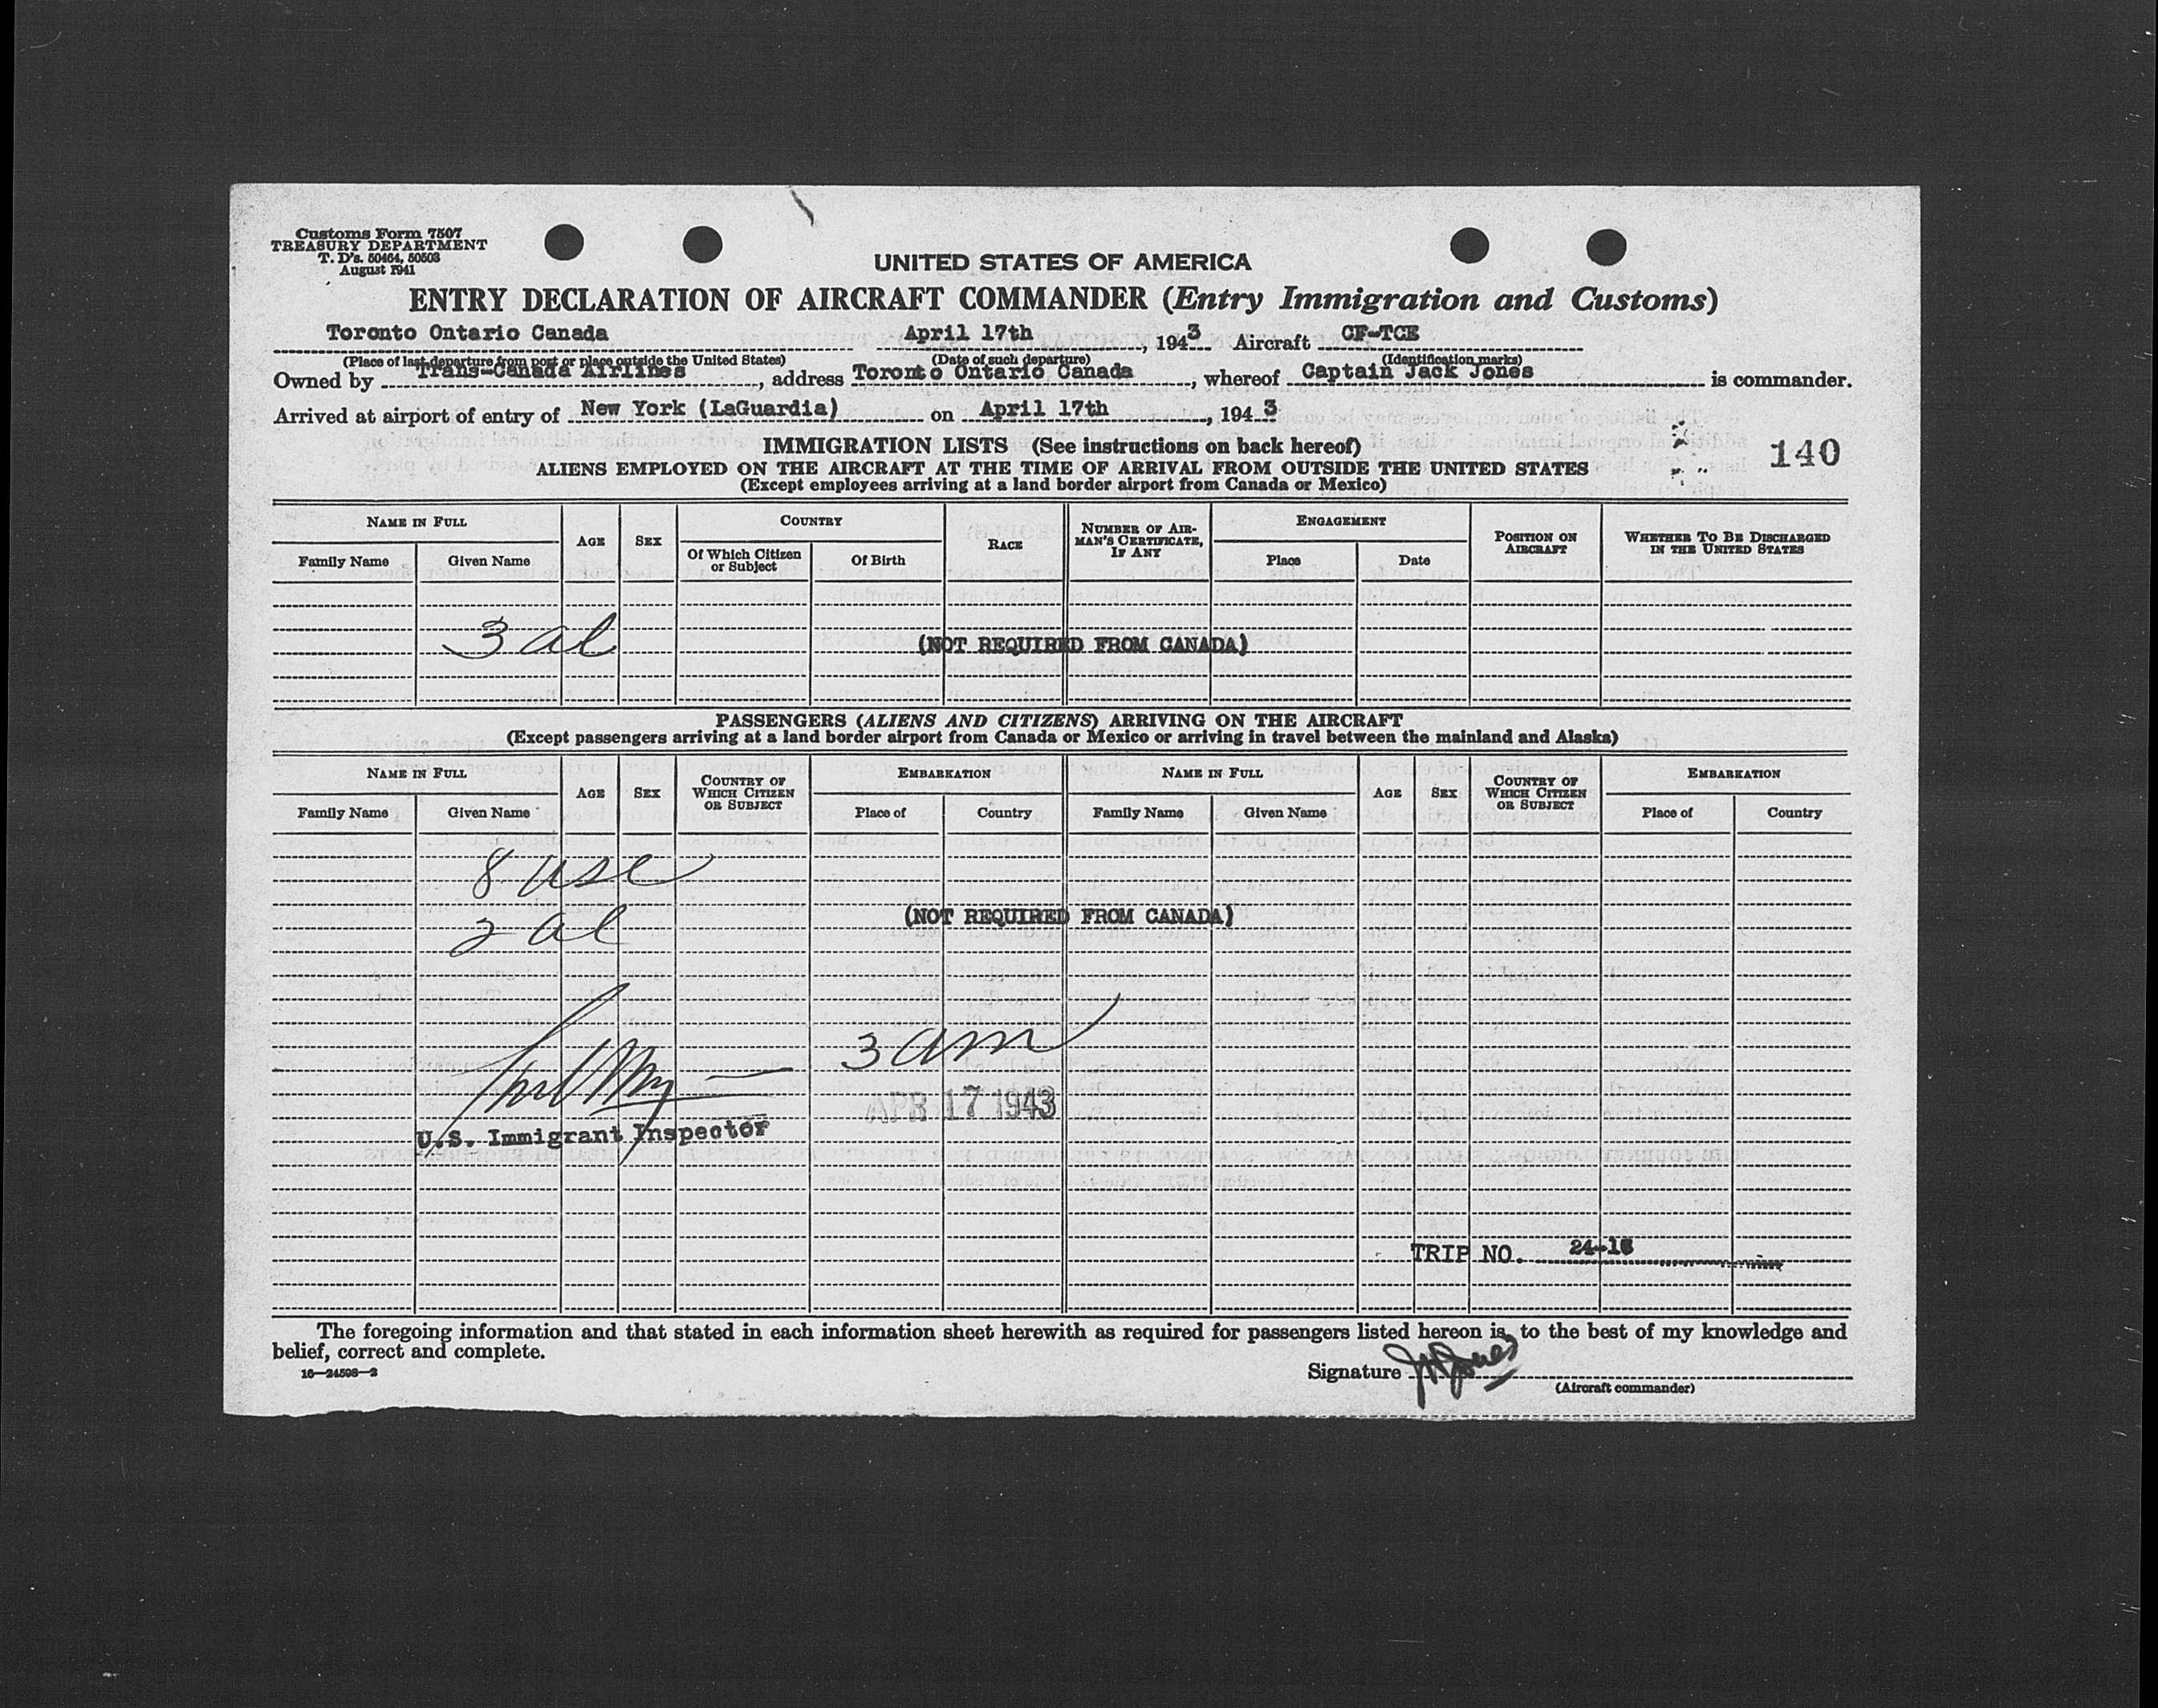 Customs Form 7507
TREASURY DEPARTMENT
T. D's. 50464, 50503
August 1941
UNITED STATES OF AMERICA
ENTRY DECLARATION OF AIRCRAFT COMMANDER (Entry Immigration and Customs)
Toronto Ontario Canada April 17th, 1943 Aircraft CF-TCE
(Place of last departure from port or place outside the United States) (Date of such departure) (Identification marks)
Owned by Trans-Canada Airlines, address Toronto Ontario Canada, whereof Captain Jack Jones is commander.
Arrived at airport of entry of New York (LaGuardia) on April 17th, 1943
IMMIGRATION LISTS (See instructions on back hereof)
140
ALIENS EMPLOYED ON THE AIRCRAFT AT THE TIME OF ARRIVAL FROM OUTSIDE THE UNITED STATES
(Except employees arriving at a land border airport from Canada or Mexico)
NAME IN FULL AGE SEX COUNTRY RACE NUMBER OF AIRMAN'S CERTIFICATE, IF ANY ENGAGEMENT POSITION ON AIRCRAFT WHETHER TO BE DISCHARGED IN THE UNITED STATES
Family Name Given Name Of Which Citizen or Subject Of Birth Place Date
3 al (NOT REQUIRED FROM CANADA)
PASSENGERS (ALIENS AND CITIZENS) ARRIVING ON THE AIRCRAFT
(Except passengers arriving at a land border airport from Canada or Mexico or arriving in travel between the mainland and Alaska)
NAME IN FULL AGE SEX COUNTRY OF WHICH CITIZEN OR SUBJECT EMBARKATION NAME IN FULL AGE SEX COUNTRY OF WHICH CITIZEN OR SUBJECT EMBARKATION
Family Name Given Name Place of Country Family Name Given Name Place of Country
8 usc
2 al (NOT REQUIRED FROM CANADA)
3 am
APR 17 1943
U.S. Immigrant Inspector
TRIP NO. 24-18
The foregoing information and that stated in each information sheet herewith as required for passengers listed hereon is, to the best of my knowledge and
belief, correct and complete.
16—24508-2
Signature Jones
(Aircraft commander)